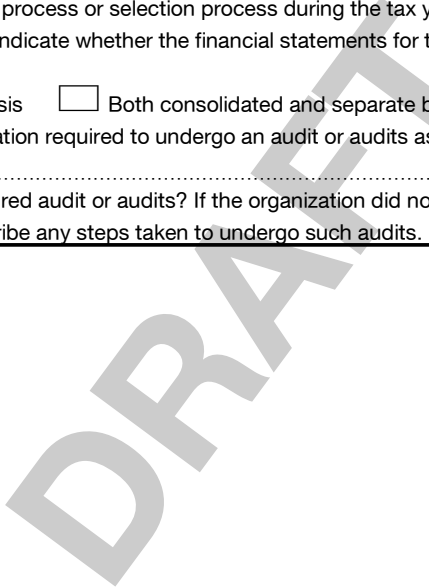 process or selection process during the tax y
ndicate whether the financial statements for t
sis Both consolidated and separate b
ation required to undergo an audit or audits as
red audit or audits? If the organization did no
ribe any steps taken to undergo such audits.
DRAFT